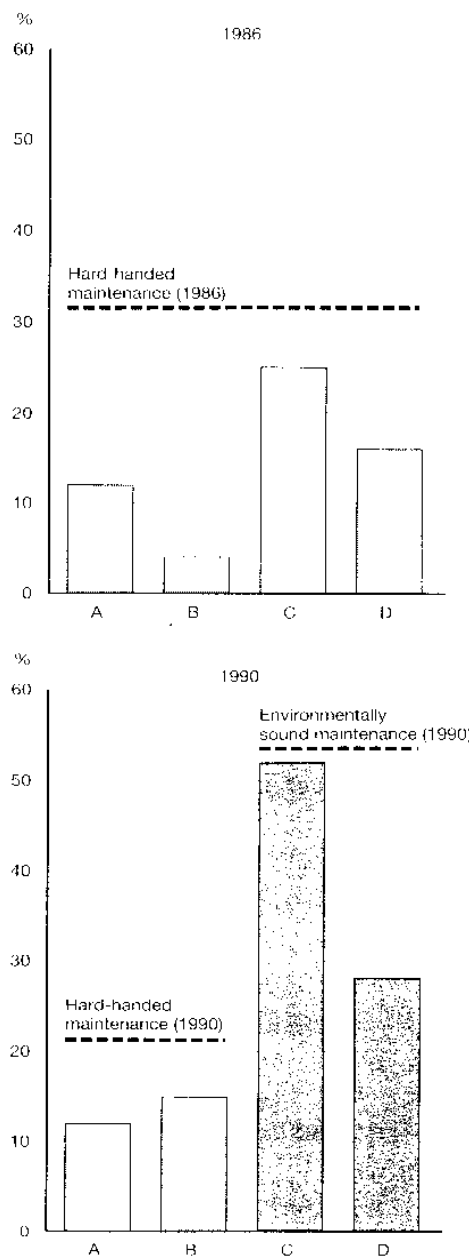 %
1986
60
50
40
Hard handed
maintenance (1986)
30
20
10
0
A B C D
%
1990
60
Environmentally
sound maintenance (1990)
50
40
30
Hard-handed
maintenance (1990)
20
10
0
A B C D